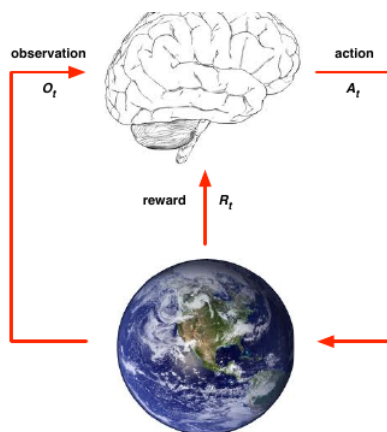 observation
action
O_t
A_t
reward
R_t